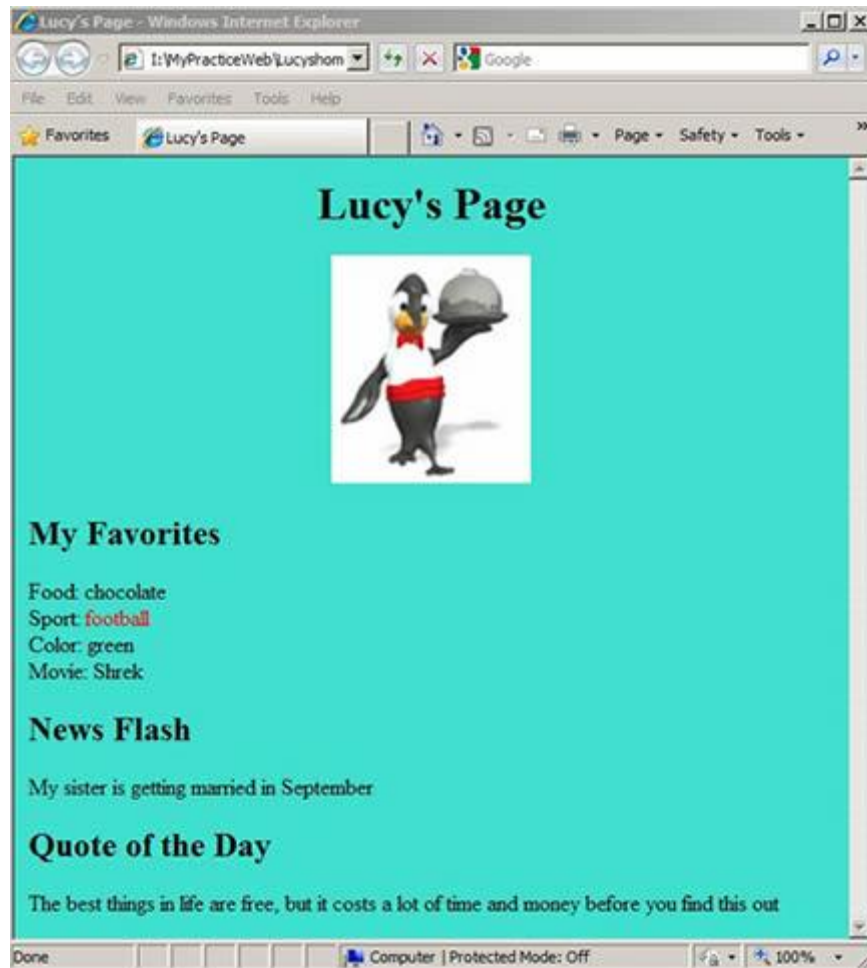 Lucy's Page - Windows Internet Explorer
I:\MyPracticeWeb\Lucyshom
Google
File Edit View Favorites Tools Help
Favorites Lucy's Page Page Safety Tools »
Lucy's Page
My Favorites
Food: chocolate
Sport: football
Color: green
Movie: Shrek
News Flash
My sister is getting married in September
Quote of the Day
The best things in life are free, but it costs a lot of time and money before you find this out
Done Computer | Protected Mode: Off 100%